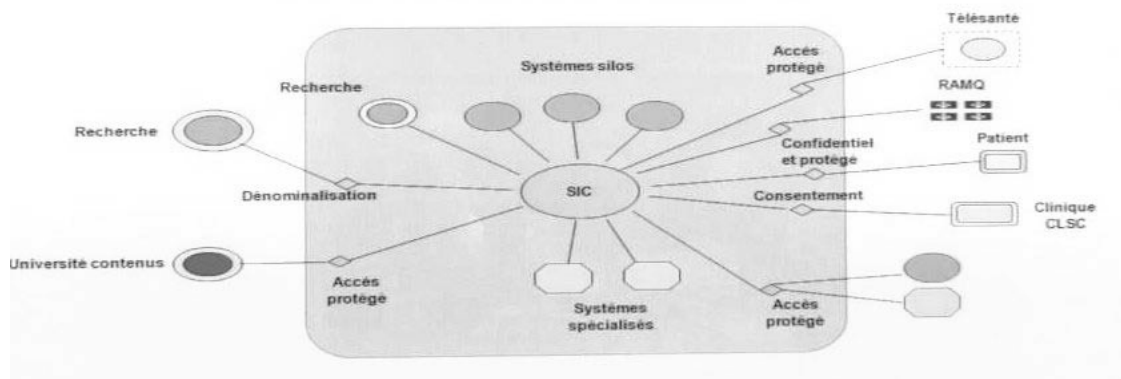 Télésanté
Accès
protégé
Systèmes silos
Recherche
RAMQ
Recherche
Patient
Confidentiel
et protégé
SIC
Dénominalisation
Consentement
Clinique
CLSC
Université contenus
Accès
protégé
Systèmes
spécialisés
Accès
protégé